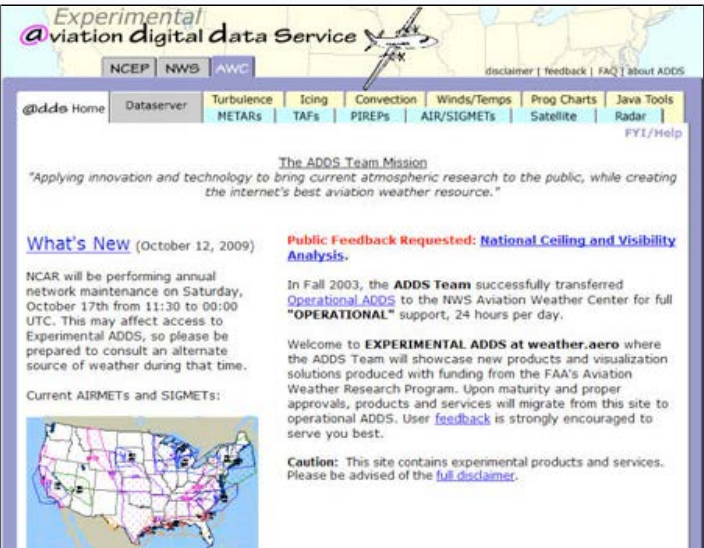 Experimental
@viation digital data Service
NCEP NWS AWC
disclaimer | feedback | FAQ | about ADDS
@dds Home Dataserver
Turbulence Icing Convection Winds/Temps Prog Charts Java Tools
METARs TAFs PIREPs AIR/SIGMETs Satellite Radar
FYI/Help
The ADDS Team Mission
"Applying innovation and technology to bring current atmospheric research to the public, while creating
the internet's best aviation weather resource."
What's New (October 12, 2009)
NCAR will be performing annual
network maintenance on Saturday,
October 17th from 11:30 to 00:00
UTC. This may affect access to
Experimental ADDS, so please be
prepared to consult an alternate
source of weather during that time.
Current AIRMETs and SIGMETs:
Public Feedback Requested: National Ceiling and Visibility
Analysis.
In Fall 2003, the ADDS Team successfully transferred
Operational ADDS to the NWS Aviation Weather Center for full
"OPERATIONAL" support, 24 hours per day.
Welcome to EXPERIMENTAL ADDS at weather.aero where
the ADDS Team will showcase new products and visualization
solutions produced with funding from the FAA's Aviation
Weather Research Program. Upon maturity and proper
approvals, products and services will migrate from this site to
operational ADDS. User feedback is strongly encouraged to
serve you best.
Caution: This site contains experimental products and services.
Please be advised of the full disclaimer.